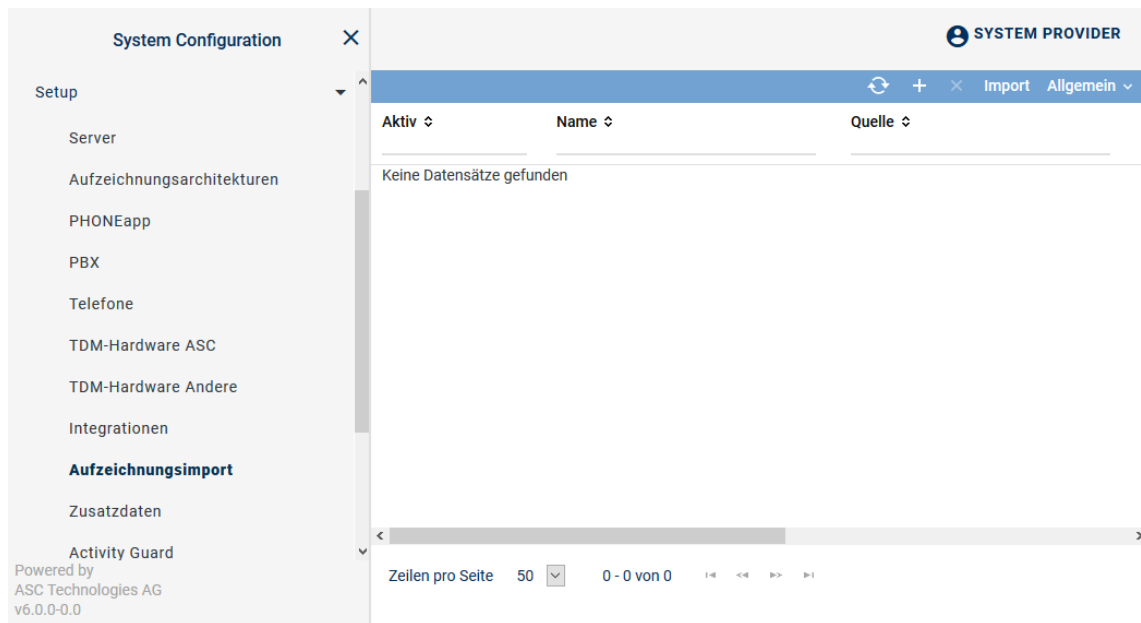 System Configuration
SYSTEM PROVIDER
Setup
Import Allgemein
Server
Aufzeichnungsarchitekturen
PHONEapp
PBX
Telefone
TDM-Hardware ASC
TDM-Hardware Andere
Integrationen
Aufzeichnungsimport
Zusatzdaten
Activity Guard
Powered by
ASC Technologies AG
v6.0.0-0.0
Aktiv Name Quelle
Keine Datensätze gefunden
Zeilen pro Seite 50 0 - 0 von 0